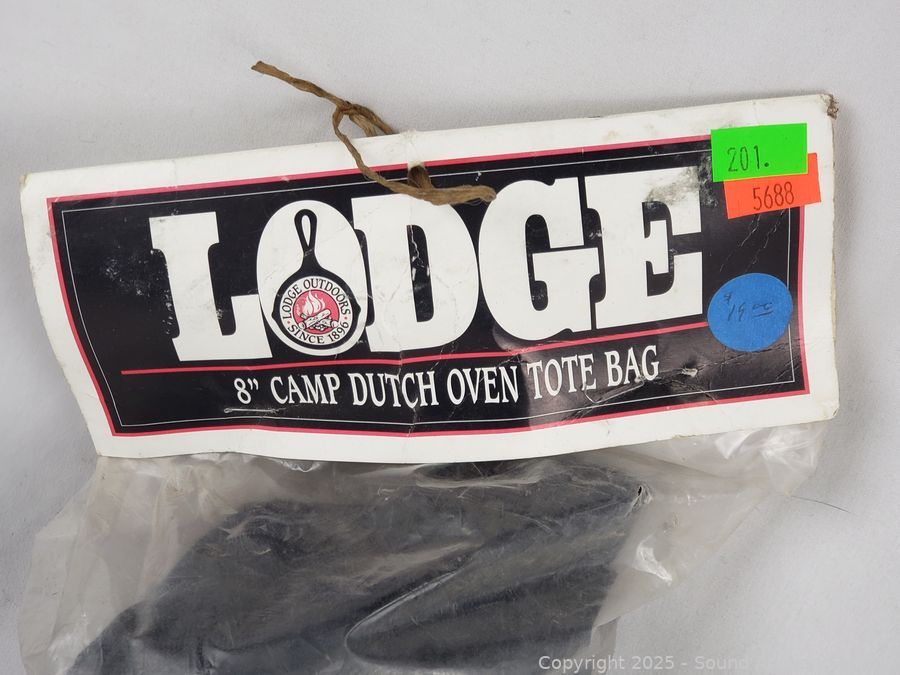 LODGE
LODGE OUTDOORS
SINCE 1896
8” CAMP DUTCH OVEN TOTE BAG
201.
5688
Copyright 2025 - Sound